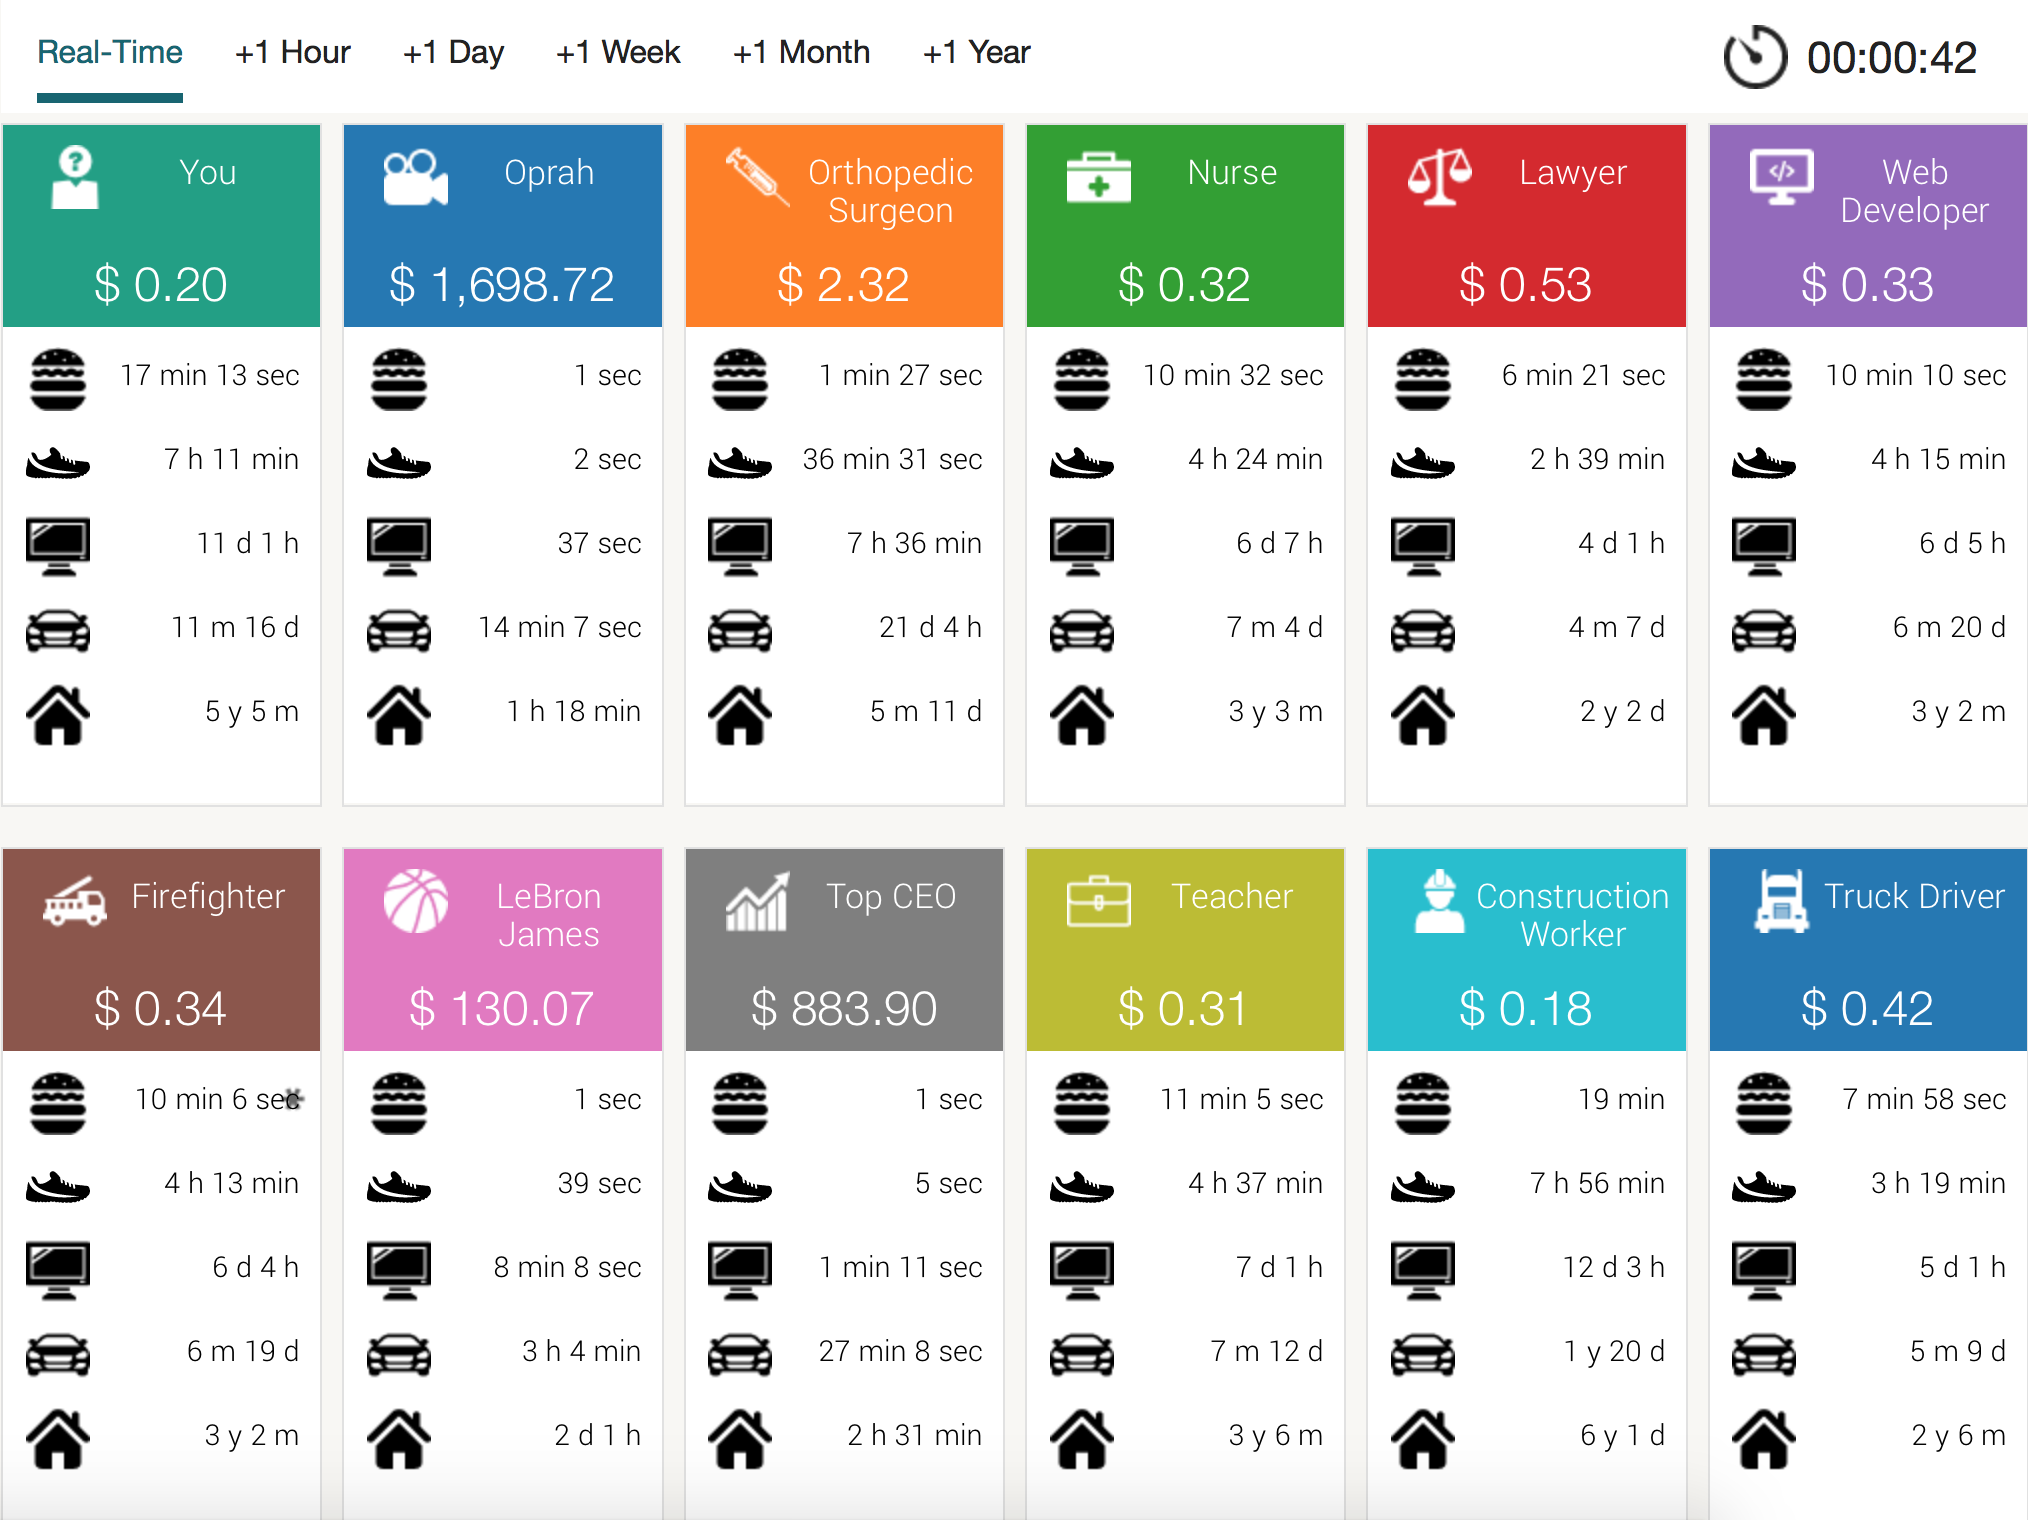 Real-Time +1 Hour +1 Day +1 Week +1 Month +1 Year 00:00:42
You
$ 0.20
17 min 13 sec
7 h 11 min
11 d 1 h
11 m 16 d
5 y 5 m
Oprah
$ 1,698.72
1 sec
2 sec
37 sec
14 min 7 sec
1 h 18 min
Orthopedic
Surgeon
$ 2.32
1 min 27 sec
36 min 31 sec
7 h 36 min
21 d 4 h
5 m 11 d
Nurse
$ 0.32
10 min 32 sec
4 h 24 min
6 d 7 h
7 m 4 d
3 y 3 m
Lawyer
$ 0.53
6 min 21 sec
2 h 39 min
4 d 1 h
4 m 7 d
2 y 2 d
</>
Web
Developer
$ 0.33
10 min 10 sec
4 h 15 min
6 d 5 h
6 m 20 d
3 y 2 m
Firefighter
$ 0.34
10 min 6 sec
4 h 13 min
6 d 4 h
6 m 19 d
3 y 2 m
LeBron
James
$ 130.07
1 sec
39 sec
8 min 8 sec
3 h 4 min
2 d 1 h
Top CEO
$ 883.90
1 sec
5 sec
1 min 11 sec
27 min 8 sec
2 h 31 min
Teacher
$ 0.31
11 min 5 sec
4 h 37 min
7 d 1 h
7 m 12 d
3 y 6 m
Construction
Worker
$ 0.18
19 min
7 h 56 min
12 d 3 h
1 y 20 d
6 y 1 d
Truck Driver
$ 0.42
7 min 58 sec
3 h 19 min
5 d 1 h
5 m 9 d
2 y 6 m